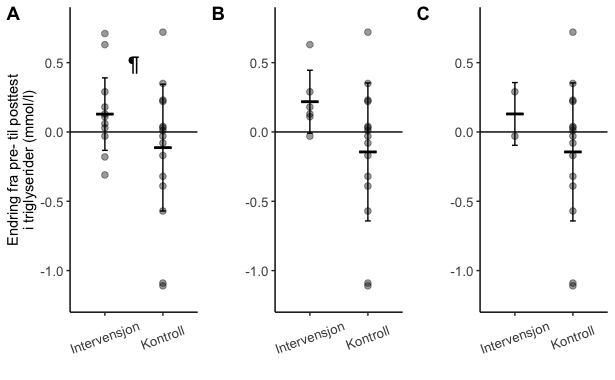 A
B
C
Endring fra pre- til posttest
i triglyserider (mmol/l)
0.5
0.0
-0.5
-1.0
¶
Intervensjon
Kontroll
0.5
0.0
-0.5
-1.0
Intervensjon
Kontroll
0.5
0.0
-0.5
-1.0
Intervensjon
Kontroll